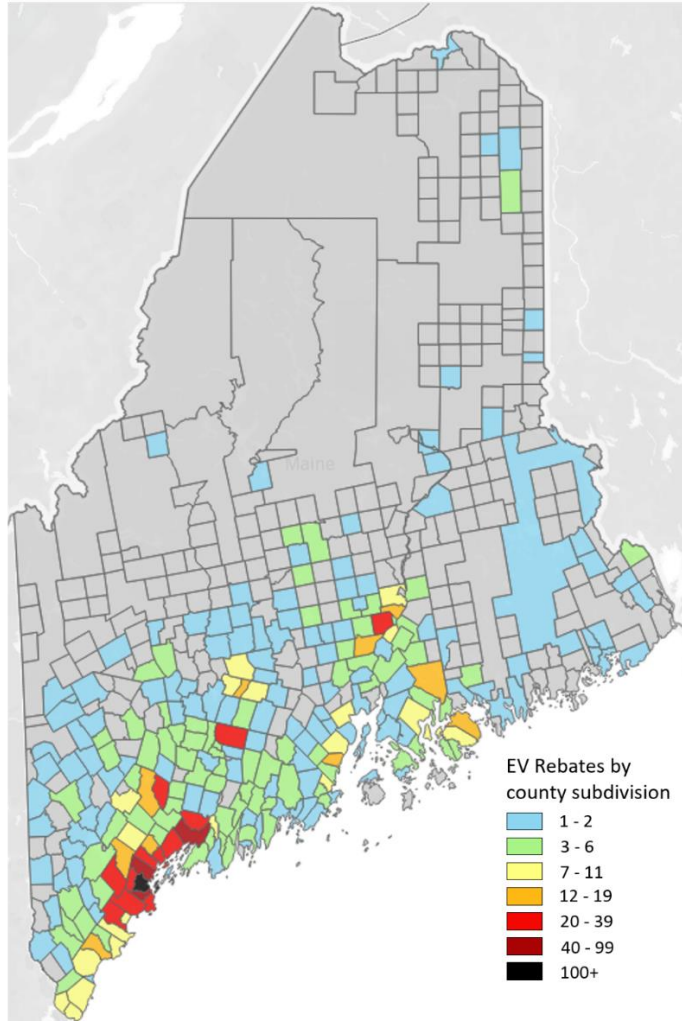 Maine
EV Rebates by
county subdivision
1 - 2
3 - 6
7 - 11
12 - 19
20 - 39
40 - 99
100+